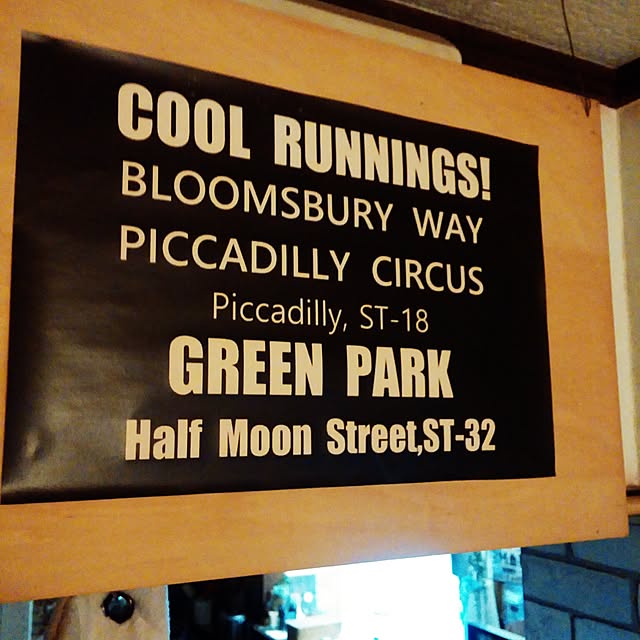 COOL RUNNINGS!
BLOOMSBURY WAY
PICCADILLY CIRCUS
Piccadilly, ST-18
GREEN PARK
Half Moon Street,ST-32